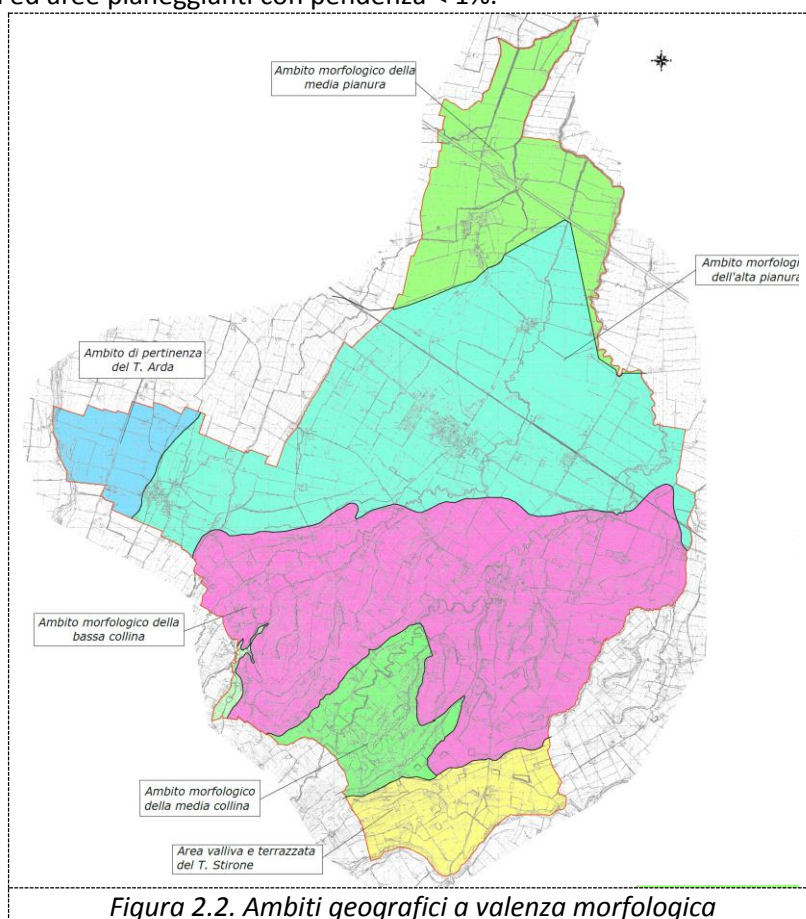 ed aree pianeggianti con pendenza < 1%.
Ambito morfologico della
media pianura
Ambito morfologi
dell'alta pianura
Ambito di pertinenza
del T. Arda
Ambito morfologico della
bassa collina
Ambito morfologico
della media collina
Area valliva e terrazzata
del T. Stirone
Figura 2.2. Ambiti geografici a valenza morfologica